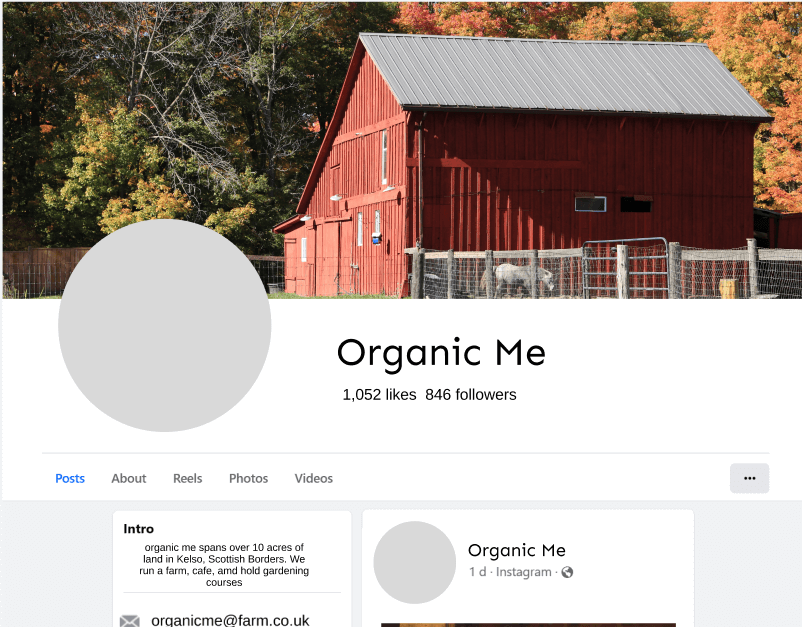 Organic Me
1,052 likes 846 followers
Posts About Reels Photos Videos
Intro
organic me spans over 10 acres of
land in Kelso, Scottish Borders. We
run a farm, cafe, amd hold gardening
courses
organicme@farm.co.uk
Organic Me
1 d · Instagram ·